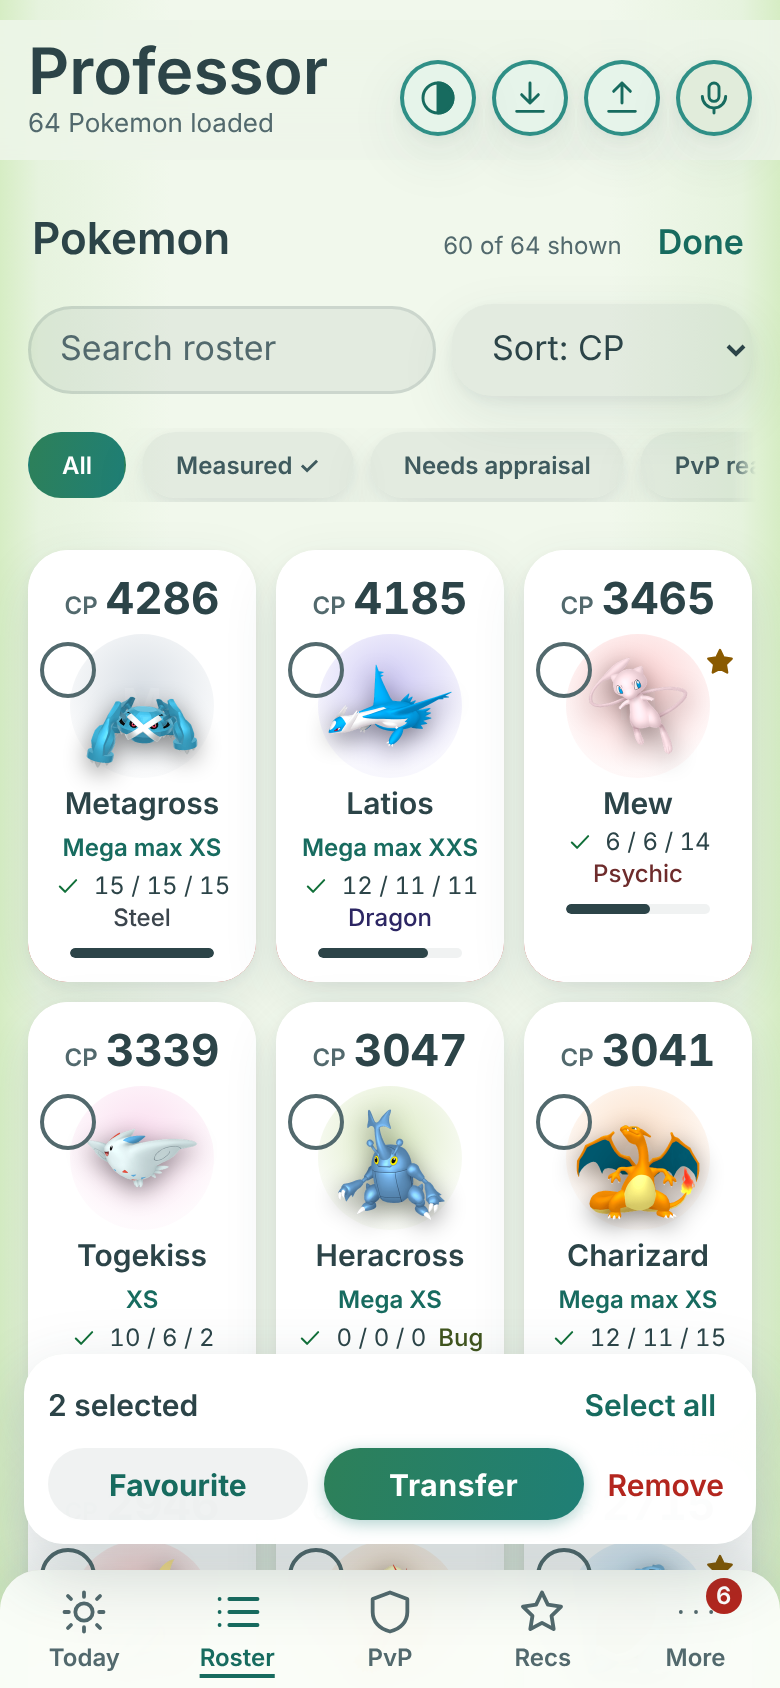 Professor
64 Pokemon loaded
Pokemon
60 of 64 shown
Done
Search roster
Sort: CP
All
Measured ✓
Needs appraisal
PvP rea
CP 4286
Metagross
Mega max XS
✓ 15 / 15 / 15
Steel
CP 4185
Latios
Mega max XXS
✓ 12 / 11 / 11
Dragon
CP 3465
Mew
✓ 6 / 6 / 14
Psychic
CP 3339
Togekiss
XS
✓ 10 / 6 / 2
CP 3047
Heracross
Mega XS
✓ 0 / 0 / 0 Bug
CP 3041
Charizard
Mega max XS
✓ 12 / 11 / 15
2 selected
Select all
Favourite
Transfer
Remove
Today
Roster
PvP
Recs
6
More